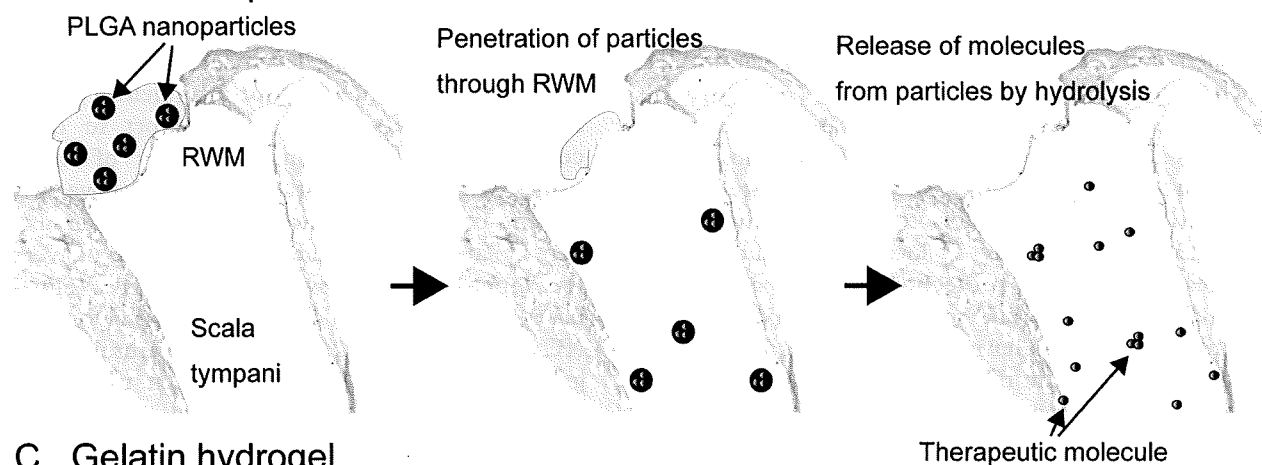 PLGA nanoparticles
RWM
Scala
tympani
Penetration of particles
through RWM
Release of molecules
from particles by hydrolysis
Therapeutic molecule
C Gelatin hydrogel